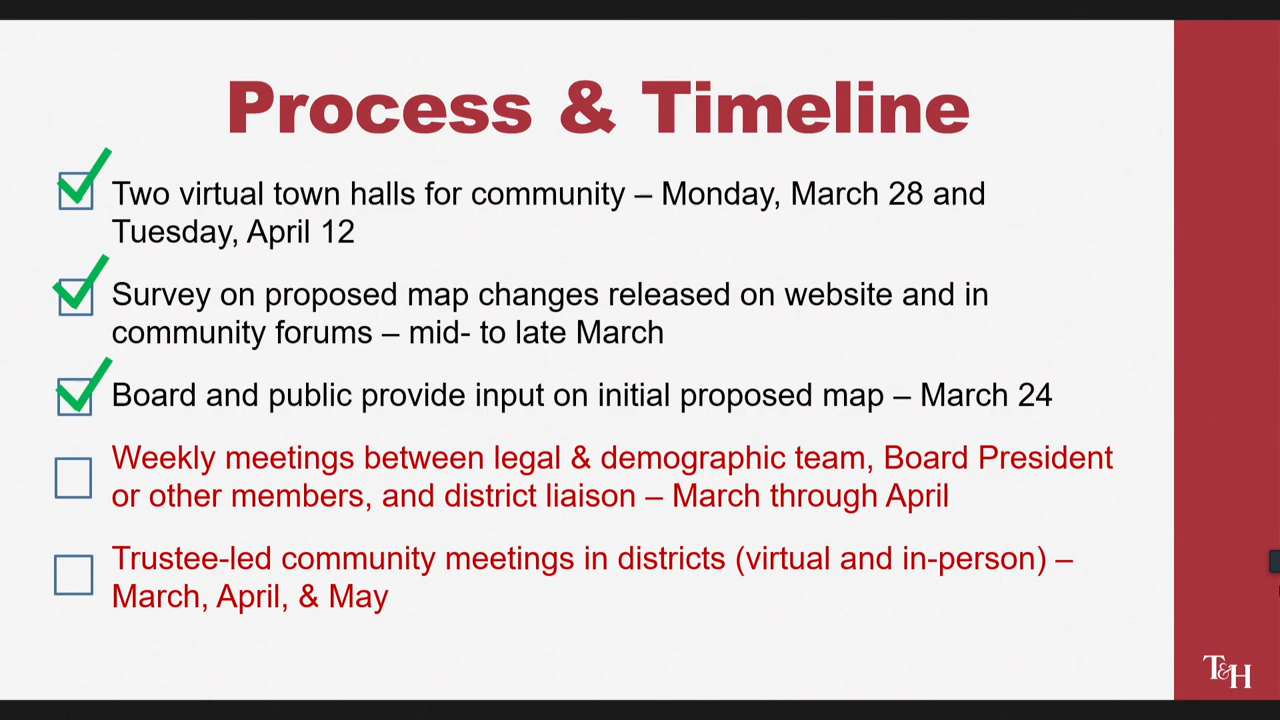 Process & Timeline
Two virtual town halls for community – Monday, March 28 and
Tuesday, April 12
Survey on proposed map changes released on website and in
community forums – mid- to late March
Board and public provide input on initial proposed map – March 24
Weekly meetings between legal & demographic team, Board President
or other members, and district liaison – March through April
Trustee-led community meetings in districts (virtual and in-person) –
March, April, & May
T&H